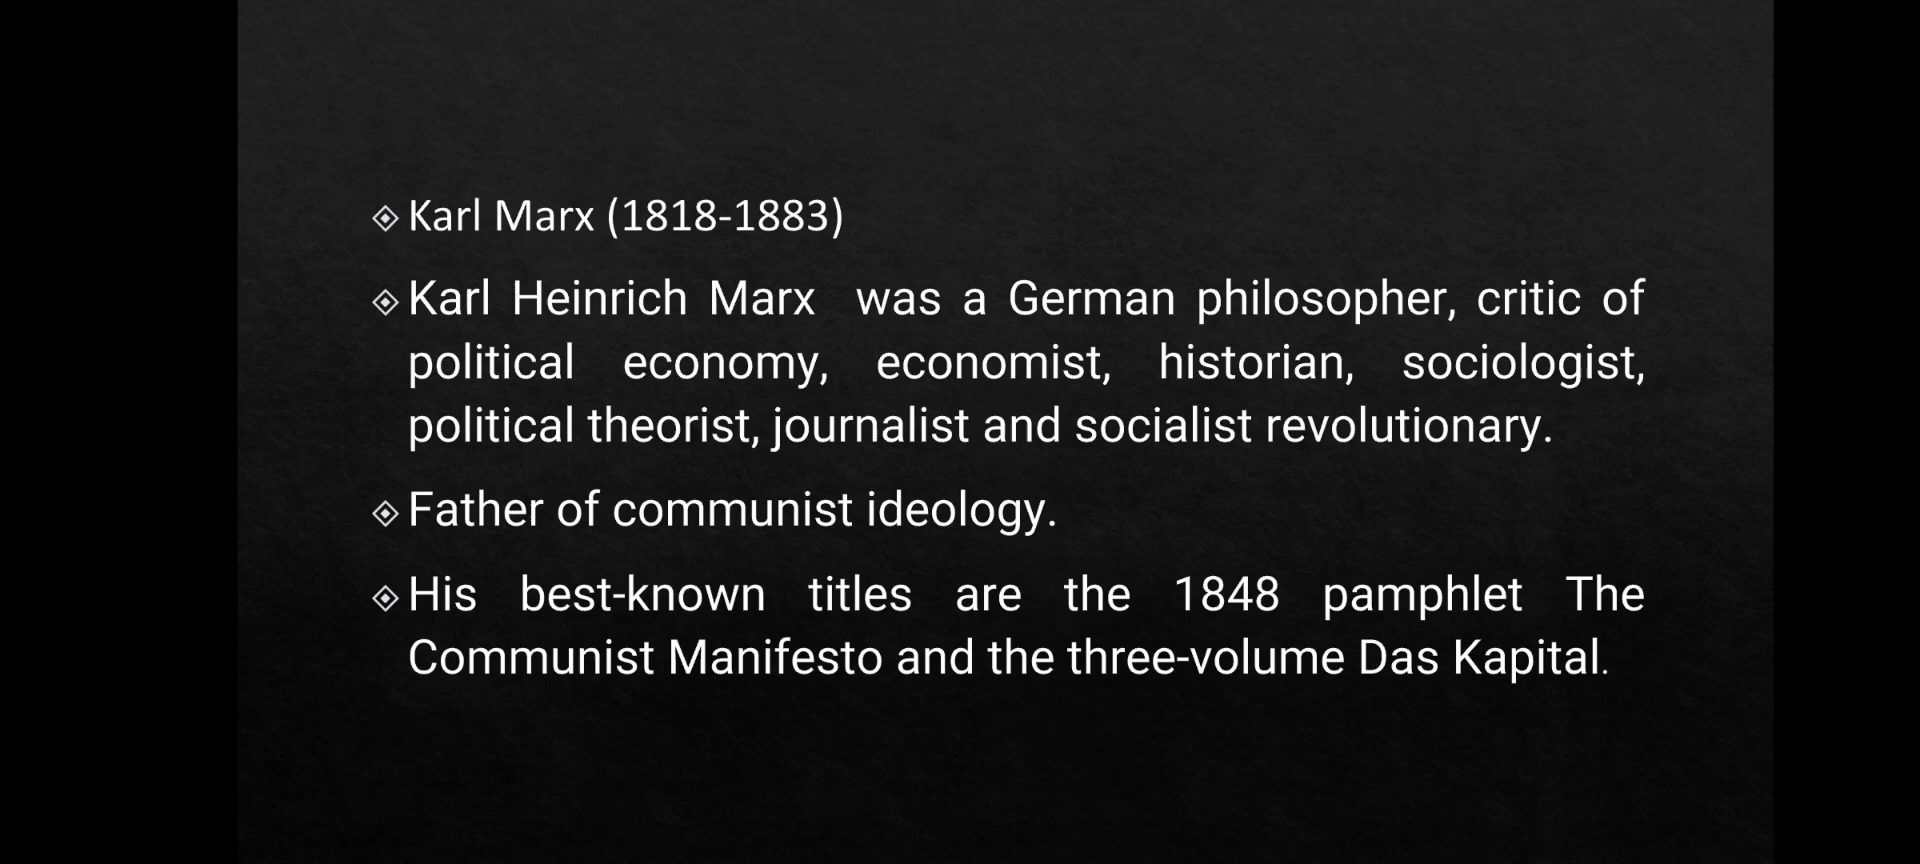 Karl Marx (1818-1883)
Karl Heinrich Marx was a German philosopher, critic of
political economy, economist, historian, sociologist,
political theorist, journalist and socialist revolutionary.
Father of communist ideology.
His best-known titles are the 1848 pamphlet The
Communist Manifesto and the three-volume Das Kapital.